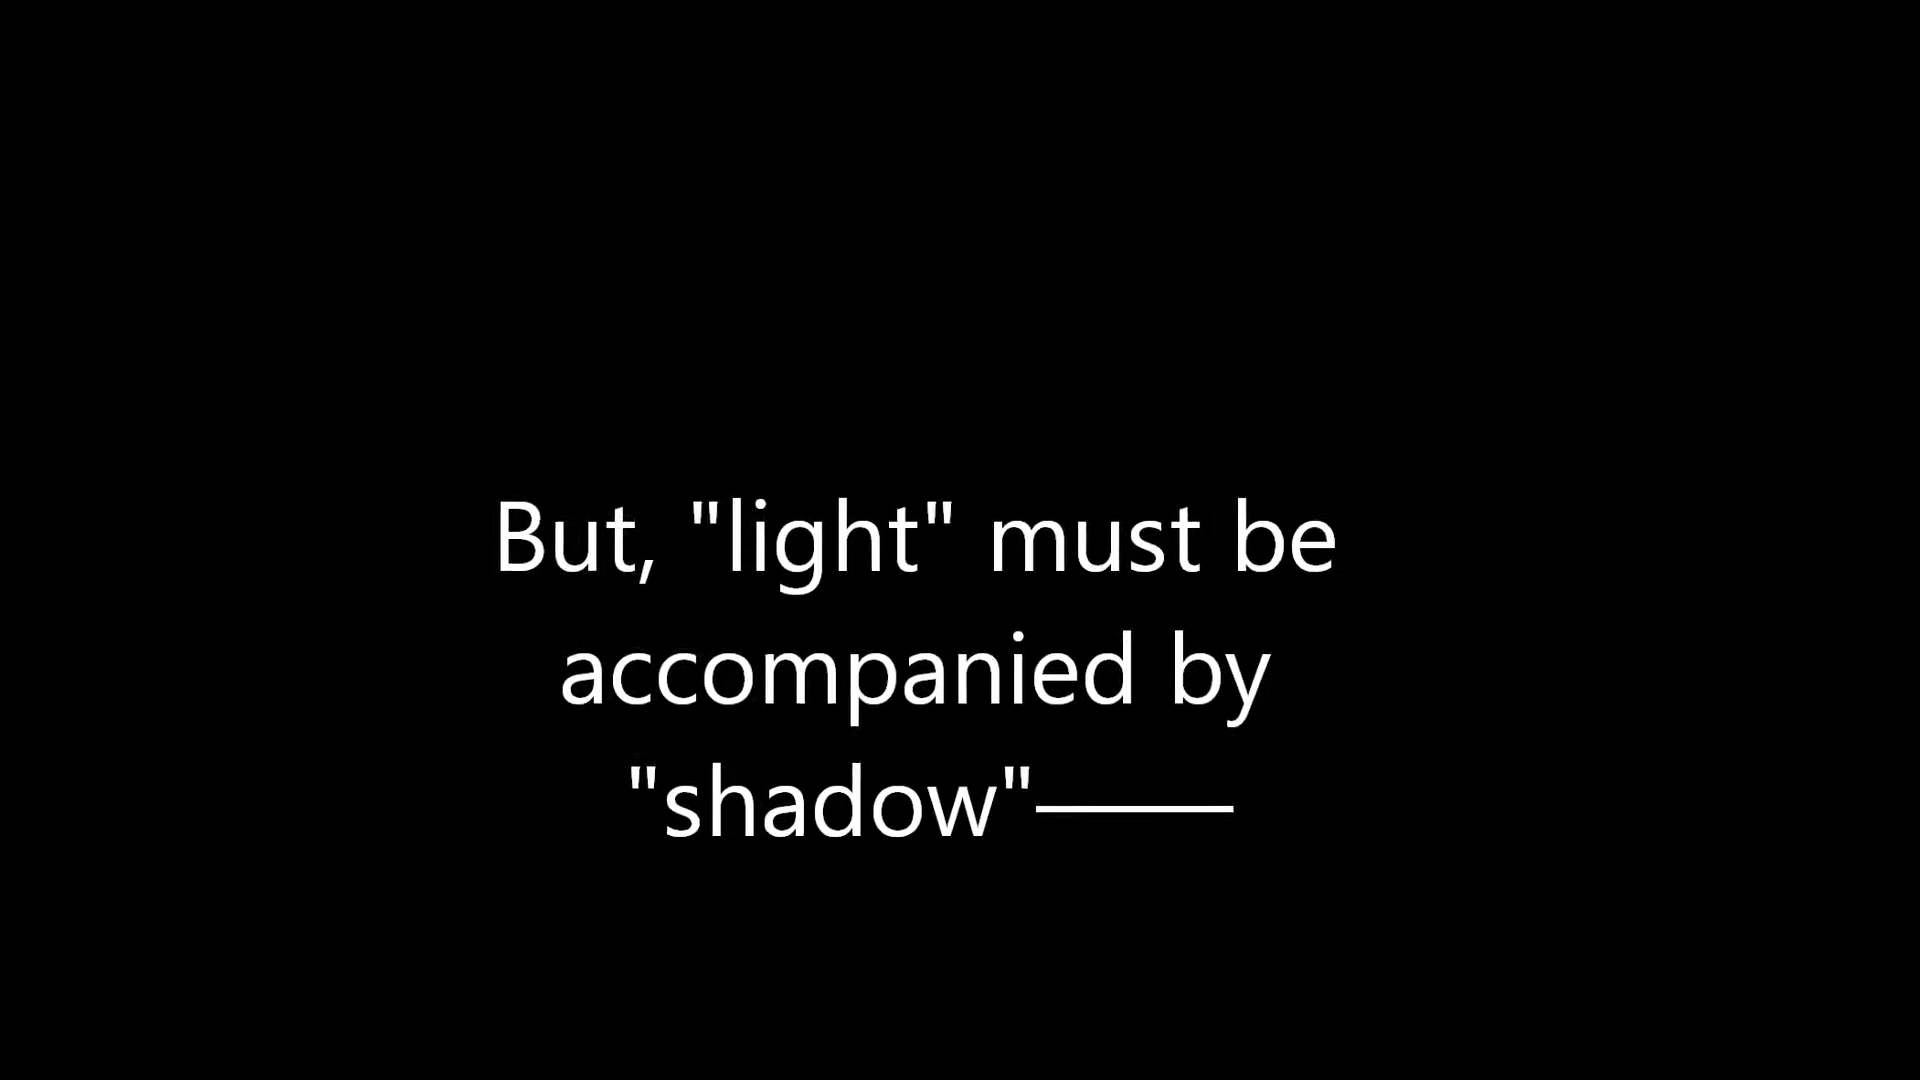 But, "light" must be
accompanied by
"shadow"——